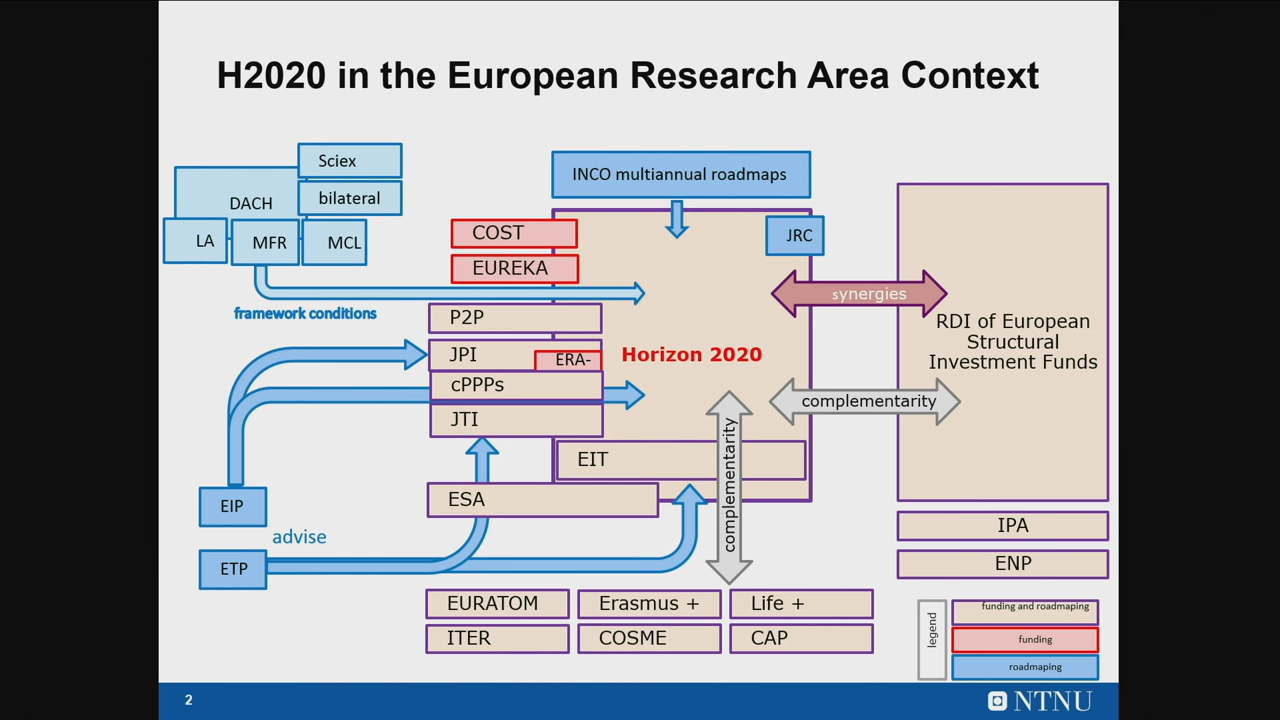 H2020 in the European Research Area Context
Sciex
DACH
bilateral
LA
MFR
MCL
framework conditions
INCO multiannual roadmaps
COST
JRC
EUREKA
synergies
P2P
JPI
ERA-
Horizon 2020
cPPPs
JTI
complementarity
complementarity
RDI of European
Structural
Investment Funds
EIT
ESA
EIP
advise
ETP
IPA
ENP
EURATOM
Erasmus +
Life +
ITER
COSME
CAP
legend
funding and roadmaping
funding
roadmaping
2
NTNU